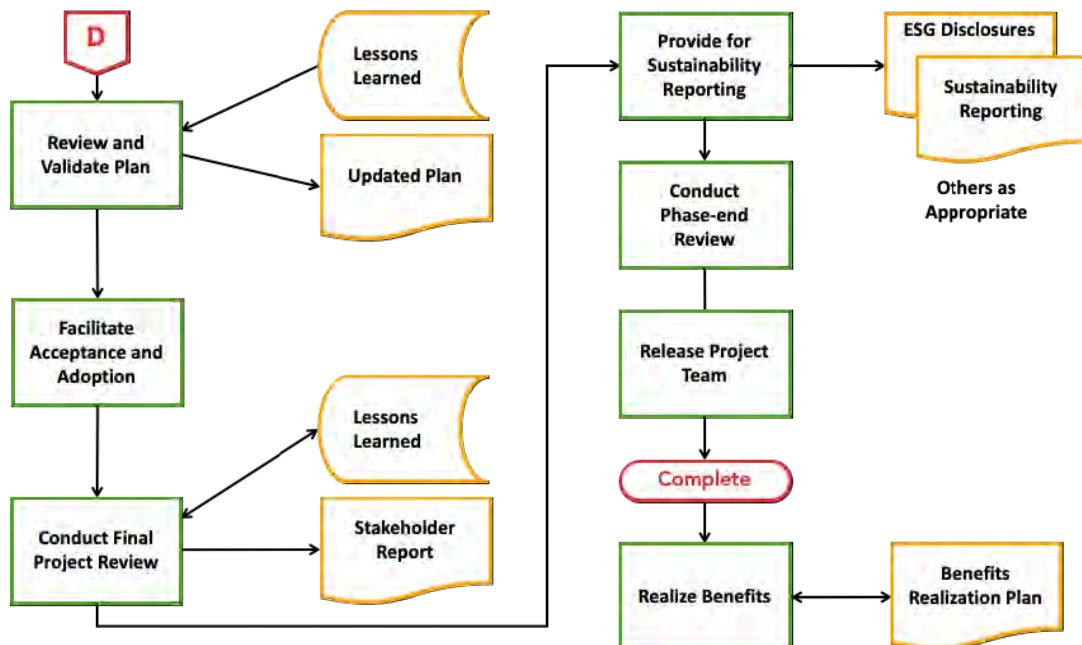 D
Review and
Validate Plan
Lessons
Learned
Updated Plan
Facilitate
Acceptance and
Adoption
Lessons
Learned
Conduct Final
Project Review
Stakeholder
Report
Provide for
Sustainability
Reporting
ESG Disclosures
Sustainability
Reporting
Others as
Appropriate
Conduct
Phase-end
Review
Release Project
Team
Complete
Realize Benefits
Benefits
Realization Plan